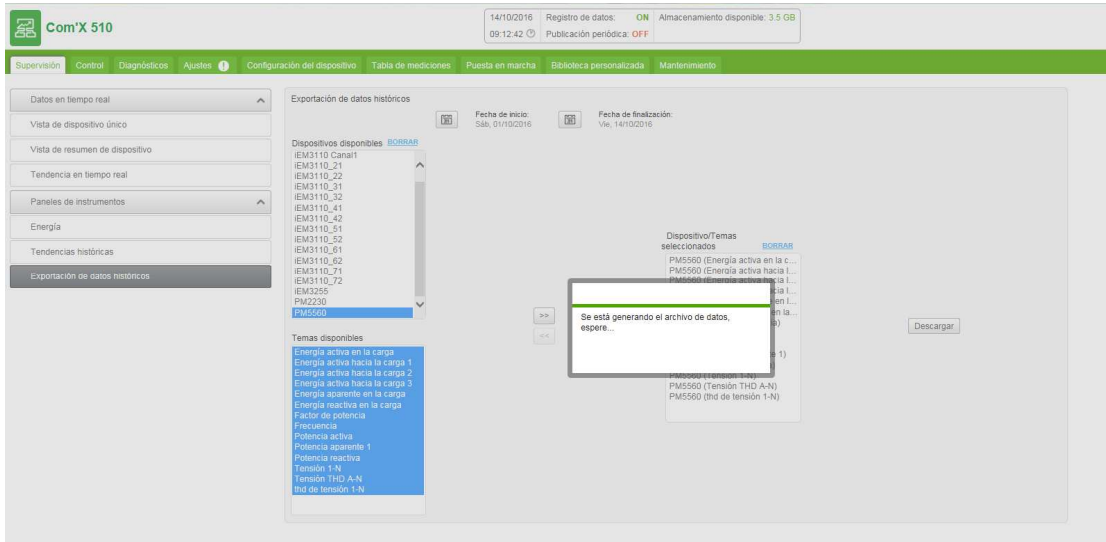 Com'X 510
14/10/2016 Registro de datos: ON Almacenamiento disponible: 3.5 GB
09:12:42 Publicación periódica: OFF
Supervisión Control Diagnósticos Ajustes Configuración del dispositivo Tabla de mediciones Puesta en marcha Biblioteca personalizada Mantenimiento
Datos en tiempo real
Vista de dispositivo único
Vista de resumen de dispositivo
Tendencia en tiempo real
Paneles de instrumentos
Energía
Tendencias históricas
Exportación de datos históricos
Exportación de datos históricos
Fecha de inicio:
Sáb, 01/10/2016
Fecha de finalización:
Vie, 14/10/2016
Dispositivos disponibles BORRAR
iEM3110 Canal1
iEM3110_21
iEM3110_22
iEM3110_31
iEM3110_32
iEM3110_41
iEM3110_42
iEM3110_51
iEM3110_52
iEM3110_61
iEM3110_62
iEM3110_71
iEM3110_72
iEM3255
PM2230
PM5560
Temas disponibles
Energía activa en la carga
Energía activa hacia la carga 1
Energía activa hacia la carga 2
Energía activa hacia la carga 3
Energía aparente en la carga
Energía reactiva en la carga
Factor de potencia
Frecuencia
Potencia activa
Potencia aparente 1
Potencia reactiva
Tensión 1-N
Tensión THD A-N
thd de tensión 1-N
>>
<<
Dispositivo/Temas
seleccionados BORRAR
PM5560 (Energía activa en la c...
PM5560 (Energía activa hacia l...
PM5560 (Energía activa hacia l...
Se está generando el archivo de datos,
espere...
e 1)
PM5560 (Tensión 1-N)
PM5560 (Tensión THD A-N)
PM5560 (thd de tensión 1-N)
Descargar